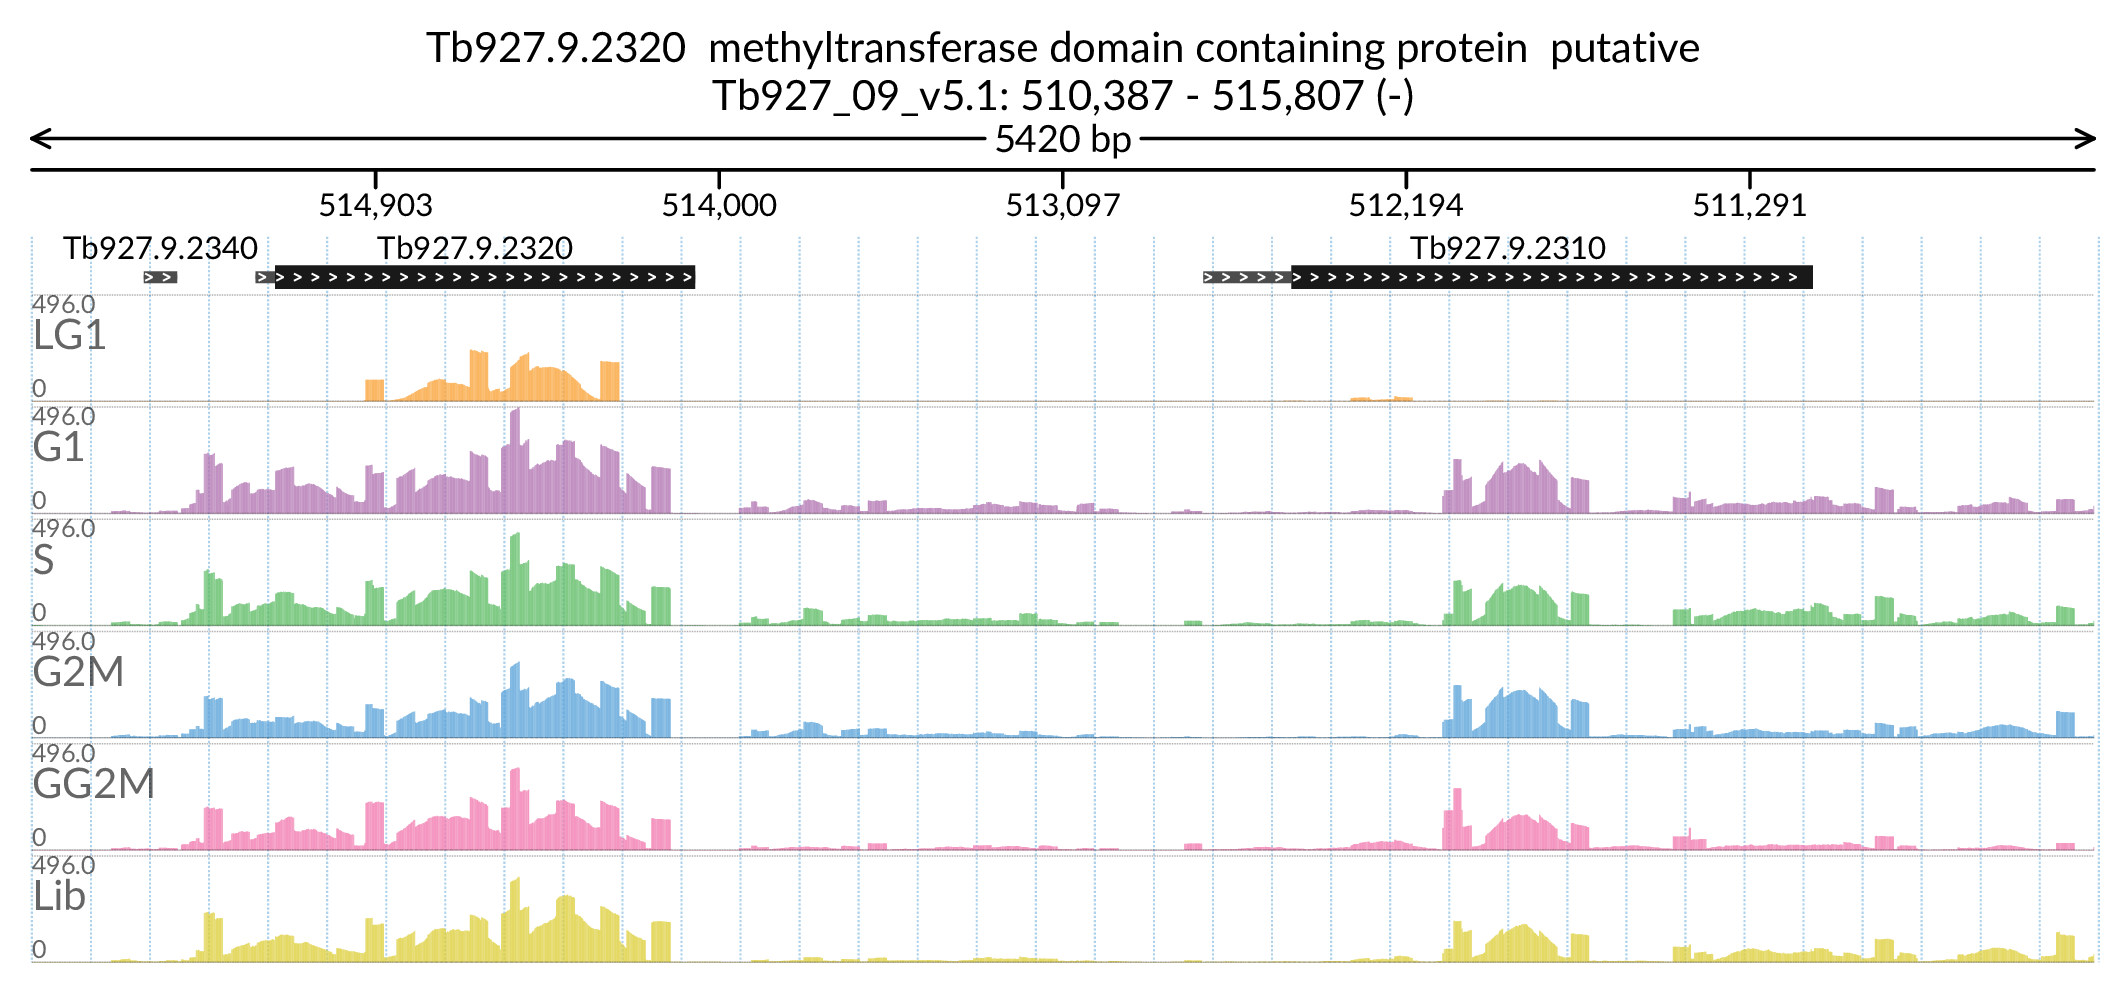 Tb927.9.2320  methyltransferase domain containing protein  putative
Tb927_09_v5.1: 510,387 - 515,807 (-)
5420 bp
514,903 514,000 513,097 512,194 511,291
Tb927.9.2340 Tb927.9.2320 Tb927.9.2310
496.0
LG1
0
496.0
G1
0
496.0
S
0
496.0
G2M
0
496.0
GG2M
0
496.0
Lib
0